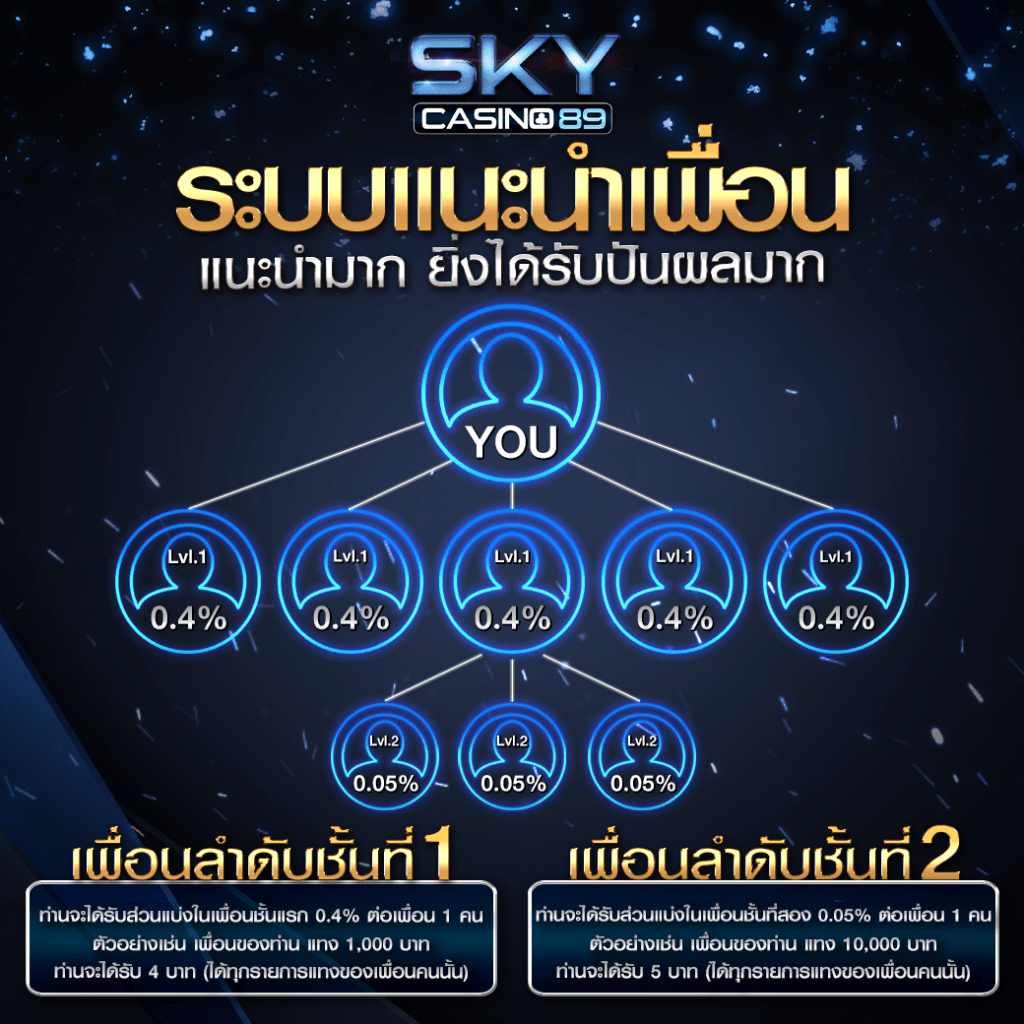 SKY
CASINO89
ระบบแนะนำเพื่อน
แนะนำมาก ยิ่งได้รับปันผลมาก
YOU
Lvl.1 Lvl.1 Lvl.1 Lvl.1 Lvl.1
0.4% 0.4% 0.4% 0.4% 0.4%
Lvl.2 Lvl.2 Lvl.2
0.05% 0.05% 0.05%
เพื่อนลำดับชั้นที่ 1
ท่านจะได้รับส่วนแบ่งในเพื่อนชั้นแรก 0.4% ต่อเพื่อน 1 คน
ตัวอย่างเช่น เพื่อนของท่าน แทง 1,000 บาท
ท่านจะได้รับ 4 บาท (ได้ทุกรายการแทงของเพื่อนคนนั้น)
เพื่อนลำดับชั้นที่ 2
ท่านจะได้รับส่วนแบ่งในเพื่อนชั้นที่สอง 0.05% ต่อเพื่อน 1 คน
ตัวอย่างเช่น เพื่อนของท่าน แทง 10,000 บาท
ท่านจะได้รับ 5 บาท (ได้ทุกรายการแทงของเพื่อนคนนั้น)